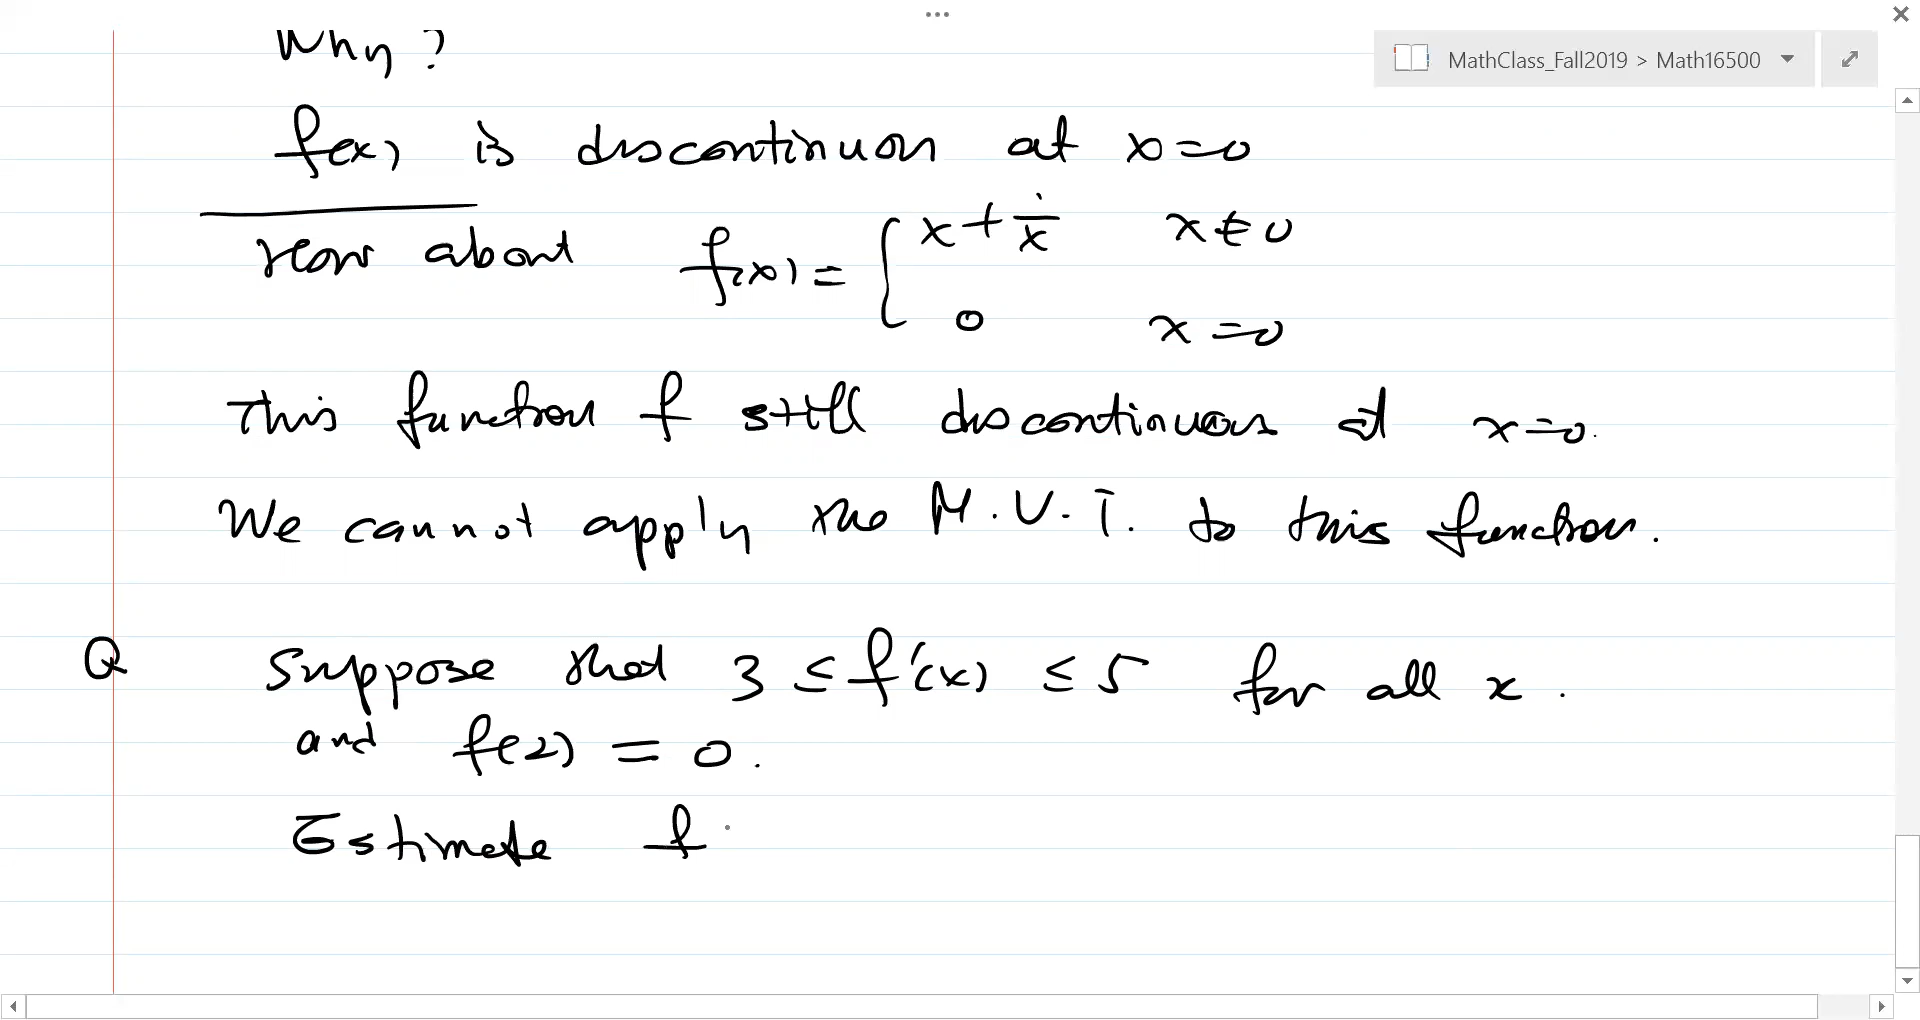 Why?
MathClass_Fall2019 > Math16500
f(x) is discontinuous at x=0
How about f(x) = { x + 1/x x ≠ 0
0 x = 0
This function f still discontinuous at x=0.
We cannot apply the M.V.T. to this function.
Q Suppose that 3 ≤ f'(x) ≤ 5 for all x.
and f(2) = 0.
Estimate f